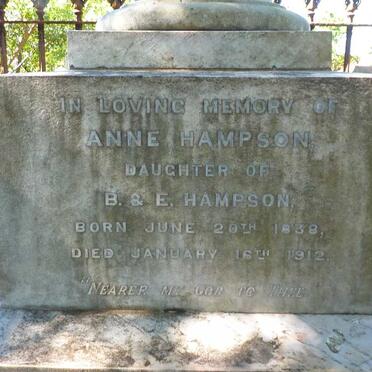 IN LOVING MEMORY OF
ANNE HAMPSON,
DAUGHTER OF
B. & E. HAMPSON,
BORN JUNE 20TH 1838,
DIED JANUARY 16TH 1912.
"NEARER MY GOD TO THEE